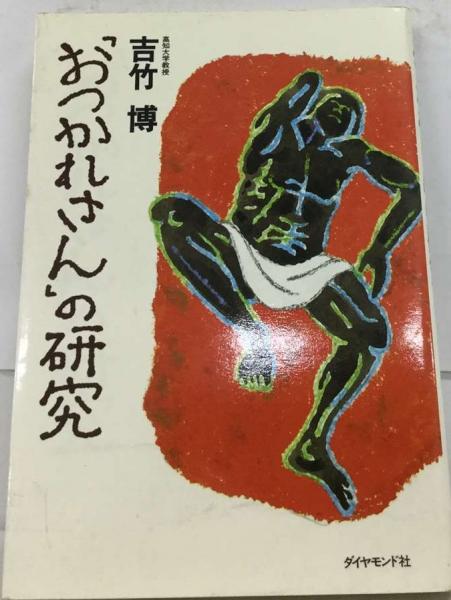 「おつかれさん」の研究
高知大学教授
吉竹 博
ダイヤモンド社